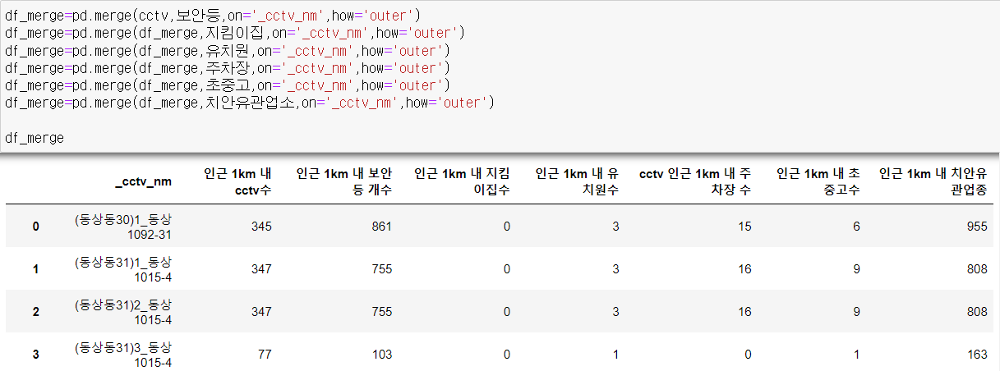 df_merge=pd.merge(cctv,보안등,on='_cctv_nm',how='outer')
df_merge=pd.merge(df_merge,지킴이집,on='_cctv_nm',how='outer')
df_merge=pd.merge(df_merge,유치원,on='_cctv_nm',how='outer')
df_merge=pd.merge(df_merge,주차장,on='_cctv_nm',how='outer')
df_merge=pd.merge(df_merge,초중고,on='_cctv_nm',how='outer')
df_merge=pd.merge(df_merge,치안유관업소,on='_cctv_nm',how='outer')
df_merge
_cctv_nm 인근 1km 내 인근 1km 내 보안 인근 1km 내 지킴 인근 1km 내 유 cctv 인근 1km 내 주 인근 1km 내 초 인근 1km 내 치안유
cctv수 등 개수 이집수 치원수 차장 수 중고수 관업종
0 (동상동30)1_동상 345 861 0 3 15 6 955
1092-31
1 (동상동31)1_동상 347 755 0 3 16 9 808
1015-4
2 (동상동31)2_동상 347 755 0 3 16 9 808
1015-4
3 (동상동31)3_동상 77 103 0 1 0 1 163
1015-4